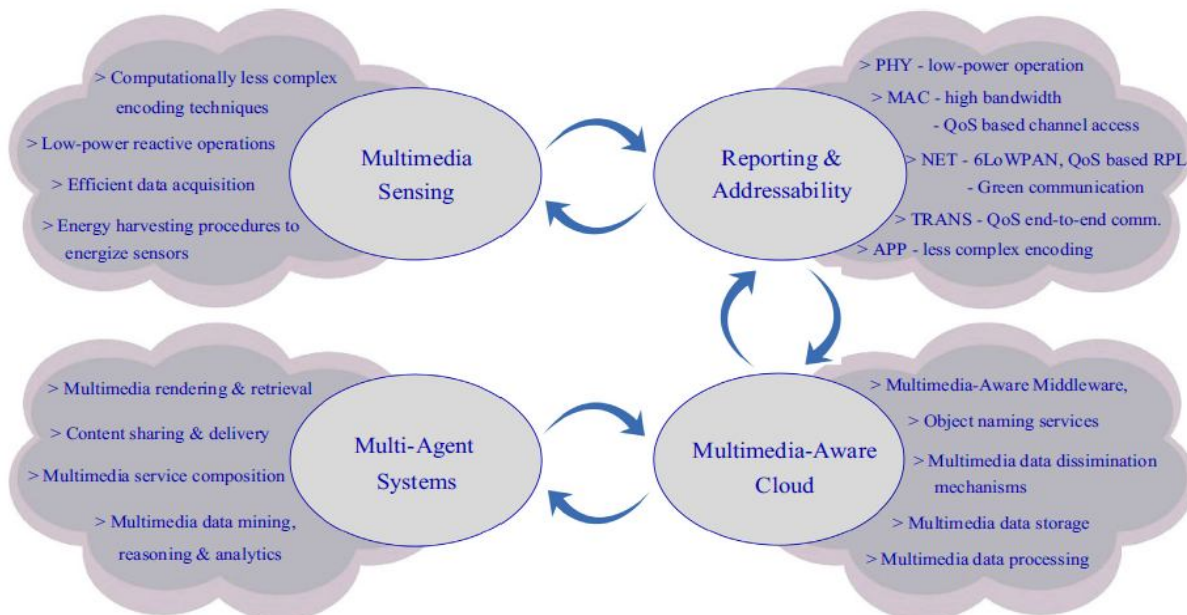 > Computationally less complex
encoding techniques
> Low-power reactive operations
> Efficient data acquisition
> Energy harvesting procedures to
energize sensors
Multimedia
Sensing
Reporting &
Addressability
> PHY - low-power operation
> MAC - high bandwidth
- QoS based channel access
> NET - 6LoWPAN, QoS based RPL
- Green communication
> TRANS - QoS end-to-end comm.
> APP - less complex encoding
> Multimedia rendering & retrieval
> Content sharing & delivery
> Multimedia service composition
> Multimedia data mining,
reasoning & analytics
Multi-Agent
Systems
Multimedia-Aware
Cloud
> Multimedia-Aware Middleware,
> Object naming services
> Multimedia data dissimination
mechanisms
> Multimedia data storage
> Multimedia data processing